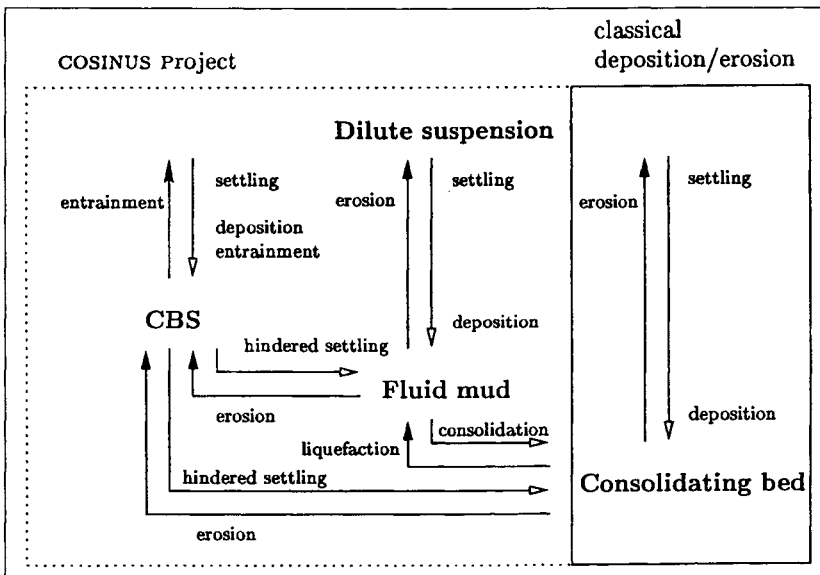 classical
deposition/erosion
COSINUS Project
Dilute suspension
settling
entrainment
deposition
entrainment
erosion
settling
deposition
erosion
settling
deposition
CBS
hindered settling
Fluid mud
erosion
consolidation
liquefaction
hindered settling
Consolidating bed
erosion